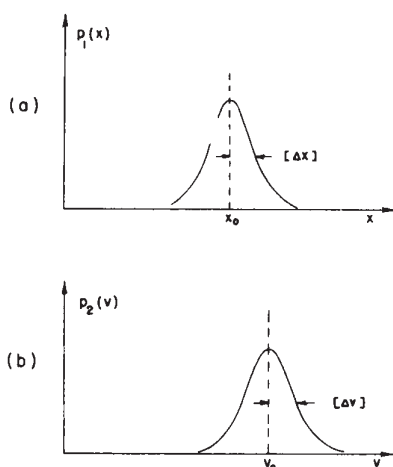 p₁(x)
(a)
[Δx]
x₀ x
p₂(v)
(b)
[Δv]
v₀ v